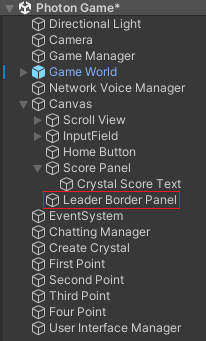 Photon Game*
Directional Light
Camera
Game Manager
Game World
Network Voice Manager
Canvas
Scroll View
InputField
Home Button
Score Panel
Crystal Score Text
Leader Border Panel
EventSystem
Chatting Manager
Create Crystal
First Point
Second Point
Third Point
Four Point
User Interface Manager